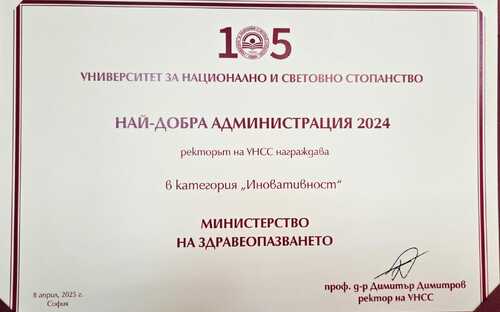 105
УНИВЕРСИТЕТ ЗА НАЦИОНАЛНО И СВЕТОВНО СТОПАНСТВО
НАЙ-ДОБРА АДМИНИСТРАЦИЯ 2024
ректорът на УНСС награждава
в категория „Иновативност“
МИНИСТЕРСТВО
НА ЗДРАВЕОПАЗВАНЕТО
8 април, 2025 г.
София
проф. д-р Димитър Димитров
ректор на УНСС